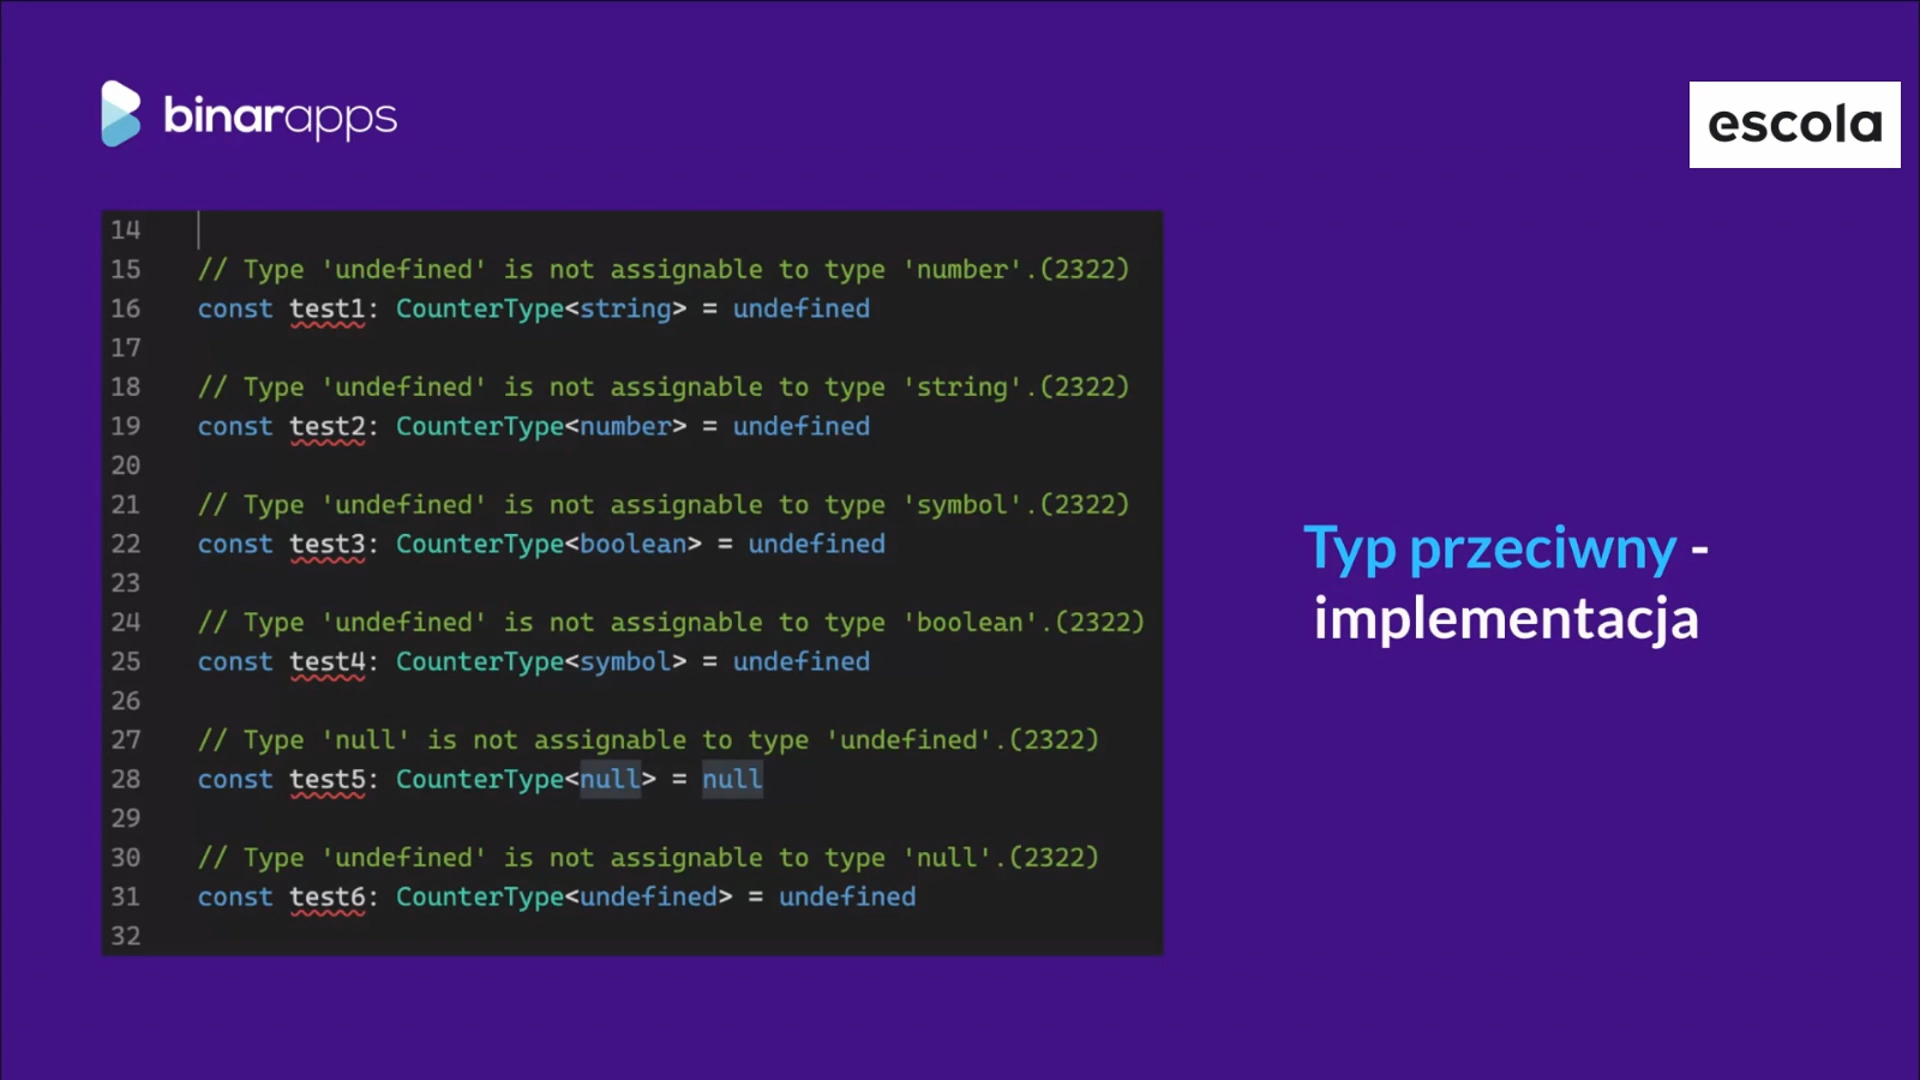 binarapps
escola
14
15 // Type 'undefined' is not assignable to type 'number'.(2322)
16 const test1: CounterType<string> = undefined
17
18 // Type 'undefined' is not assignable to type 'string'.(2322)
19 const test2: CounterType<number> = undefined
20
21 // Type 'undefined' is not assignable to type 'symbol'.(2322)
22 const test3: CounterType<boolean> = undefined
23
24 // Type 'undefined' is not assignable to type 'boolean'.(2322)
25 const test4: CounterType<symbol> = undefined
26
27 // Type 'null' is not assignable to type 'undefined'.(2322)
28 const test5: CounterType<null> = null
29
30 // Type 'undefined' is not assignable to type 'null'.(2322)
31 const test6: CounterType<undefined> = undefined
32
Typ przeciwny -
implementacja